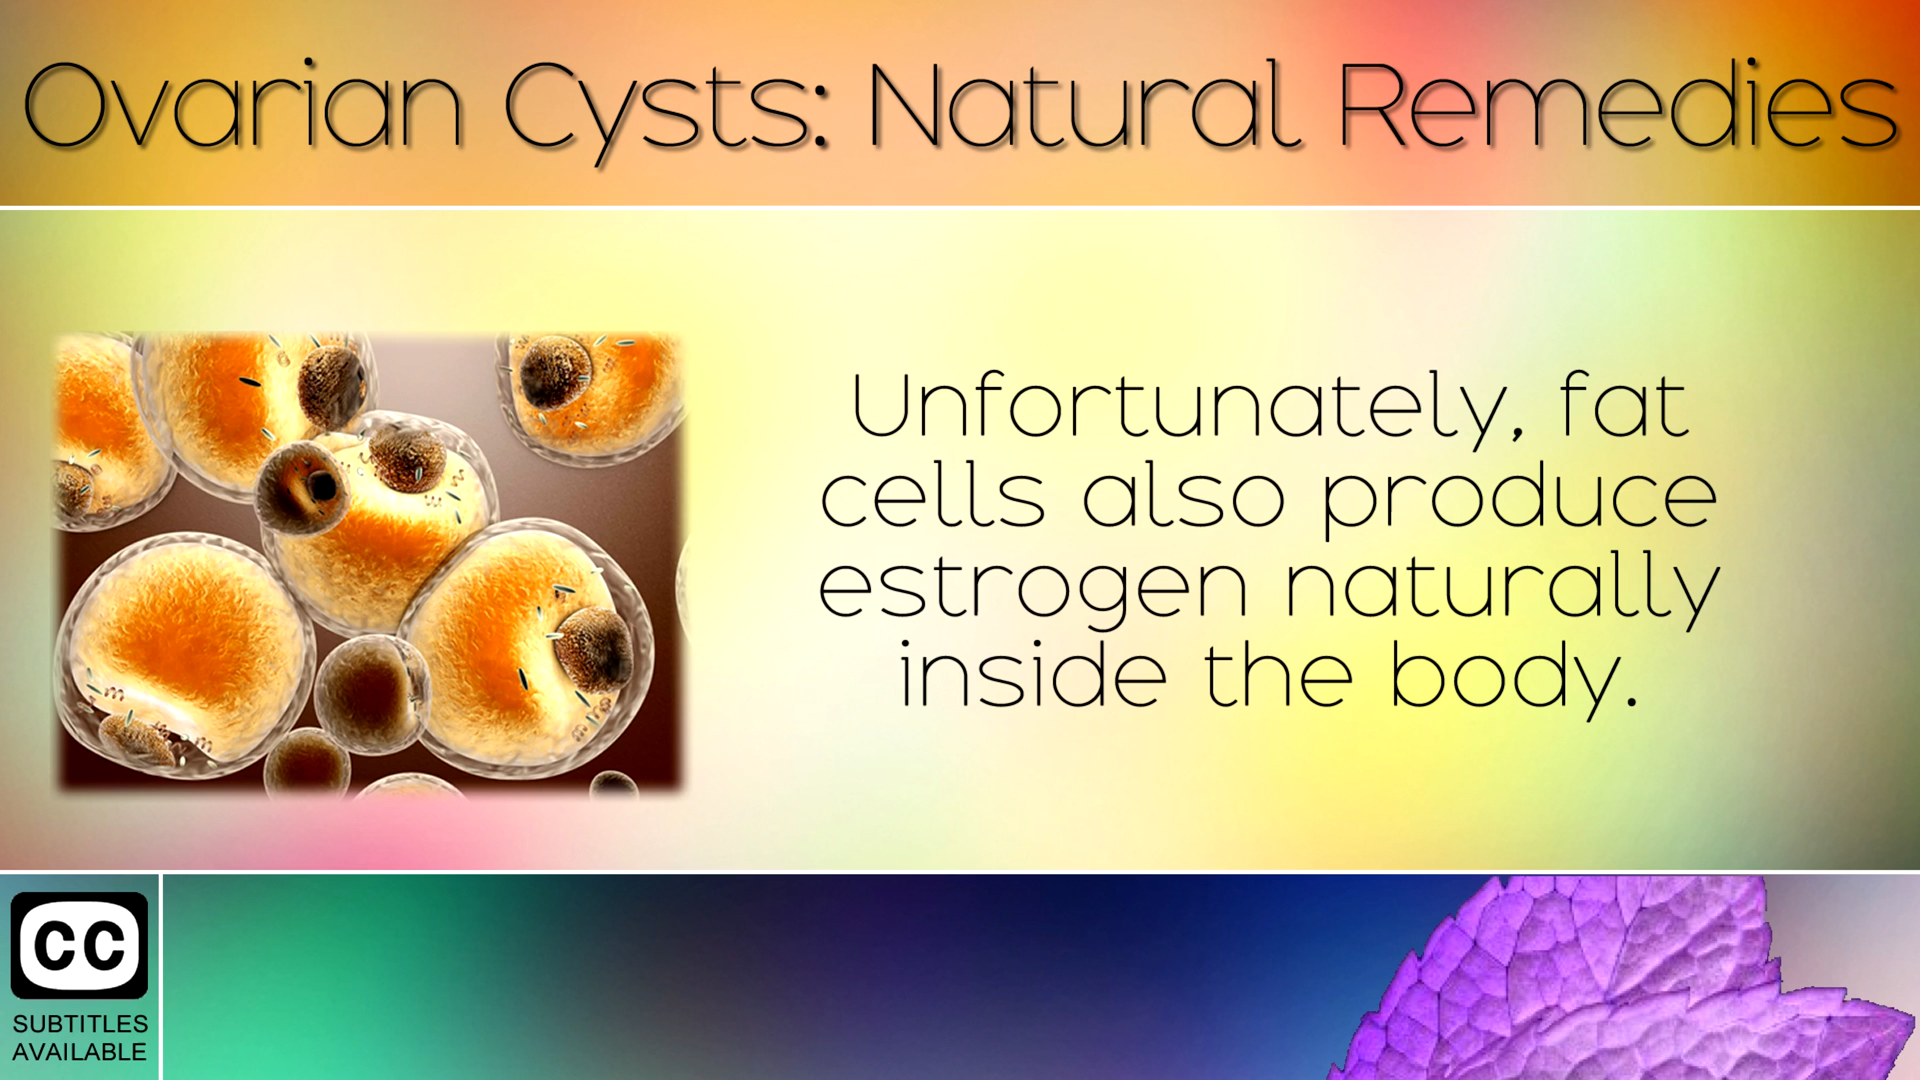 Ovarian Cysts: Natural Remedies
Unfortunately, fat
cells also produce
estrogen naturally
inside the body.
CC
SUBTITLES
AVAILABLE